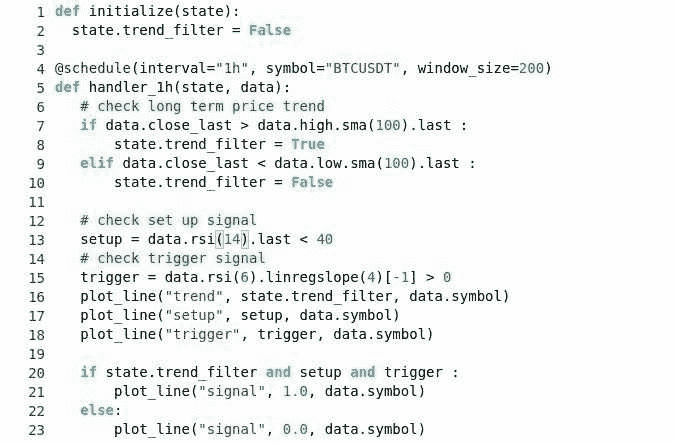 1 def initialize(state):
2   state.trend_filter = False
3
4 @schedule(interval="1h", symbol="BTCUSDT", window_size=200)
5 def handler_1h(state, data):
6    # check long term price trend
7    if data.close_last > data.high.sma(100).last :
8        state.trend_filter = True
9    elif data.close_last < data.low.sma(100).last :
10        state.trend_filter = False
11
12    # check set up signal
13    setup = data.rsi(14).last < 40
14    # check trigger signal
15    trigger = data.rsi(6).linregslope(4)[-1] > 0
16    plot_line("trend", state.trend_filter, data.symbol)
17    plot_line("setup", setup, data.symbol)
18    plot_line("trigger", trigger, data.symbol)
19
20    if state.trend_filter and setup and trigger :
21        plot_line("signal", 1.0, data.symbol)
22    else:
23        plot_line("signal", 0.0, data.symbol)